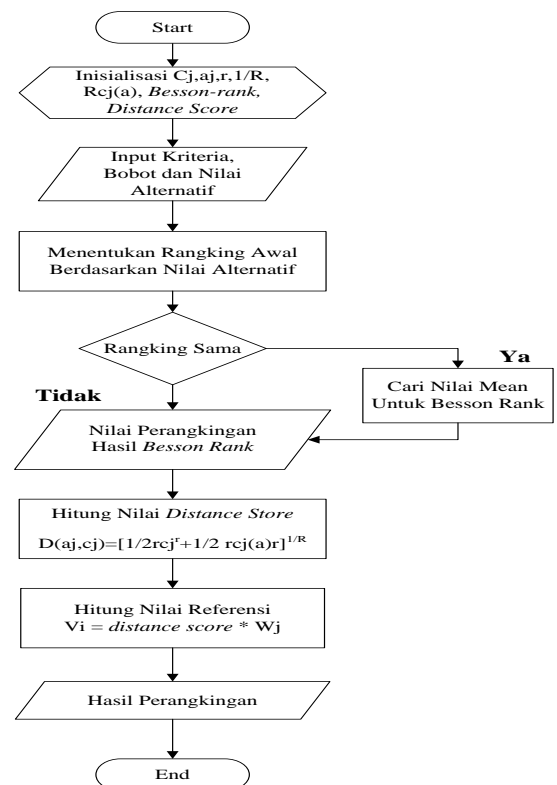 Start
Inisialisasi Cj,aj,r,1/R,
Rcj(a), Besson-rank,
Distance Score
Input Kriteria,
Bobot dan Nilai
Alternatif
Menentukan Rangking Awal
Berdasarkan Nilai Alternatif
Rangking Sama
Ya
Cari Nilai Mean
Untuk Besson Rank
Tidak
Nilai Perangkingan
Hasil Besson Rank
Hitung Nilai Distance Store
D(aj,cj)=[1/2rcjʳ+1/2 rcj(a)r]¹/ᴿ
Hitung Nilai Referensi
Vi = distance score * Wj
Hasil Perangkingan
End